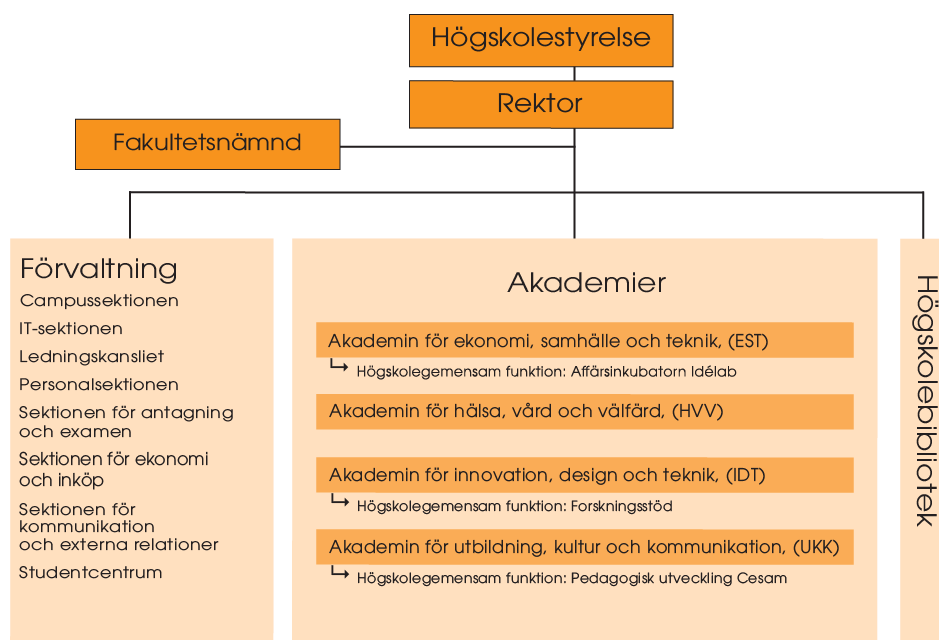 Högskolestyrelse
Rektor
Fakultetsnämnd
Förvaltning
Campussektionen
IT-sektionen
Ledningskansliet
Personalsektionen
Sektionen för antagning
och examen
Sektionen för ekonomi
och inköp
Sektionen för
kommunikation
och externa relationer
Studentcentrum
Akademier
Akademin för ekonomi, samhälle och teknik, (EST)
Högskolegemensam funktion: Affärsinkubatorn Idélab
Akademin för hälsa, vård och välfärd, (HVV)
Akademin för innovation, design och teknik, (IDT)
Högskolegemensam funktion: Forskningsstöd
Akademin för utbildning, kultur och kommunikation, (UKK)
Högskolegemensam funktion: Pedagogisk utveckling Cesam
Högskolebibliotek